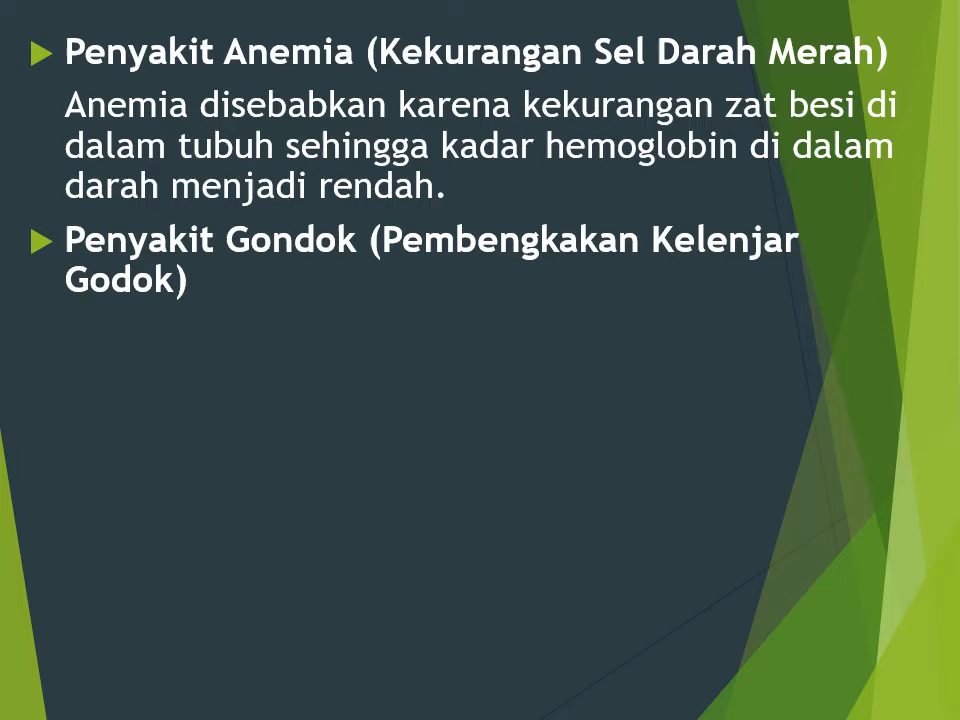 Penyakit Anemia (Kekurangan Sel Darah Merah)
Anemia disebabkan karena kekurangan zat besi di
dalam tubuh sehingga kadar hemoglobin di dalam
darah menjadi rendah.
Penyakit Gondok (Pembengkakan Kelenjar
Godok)